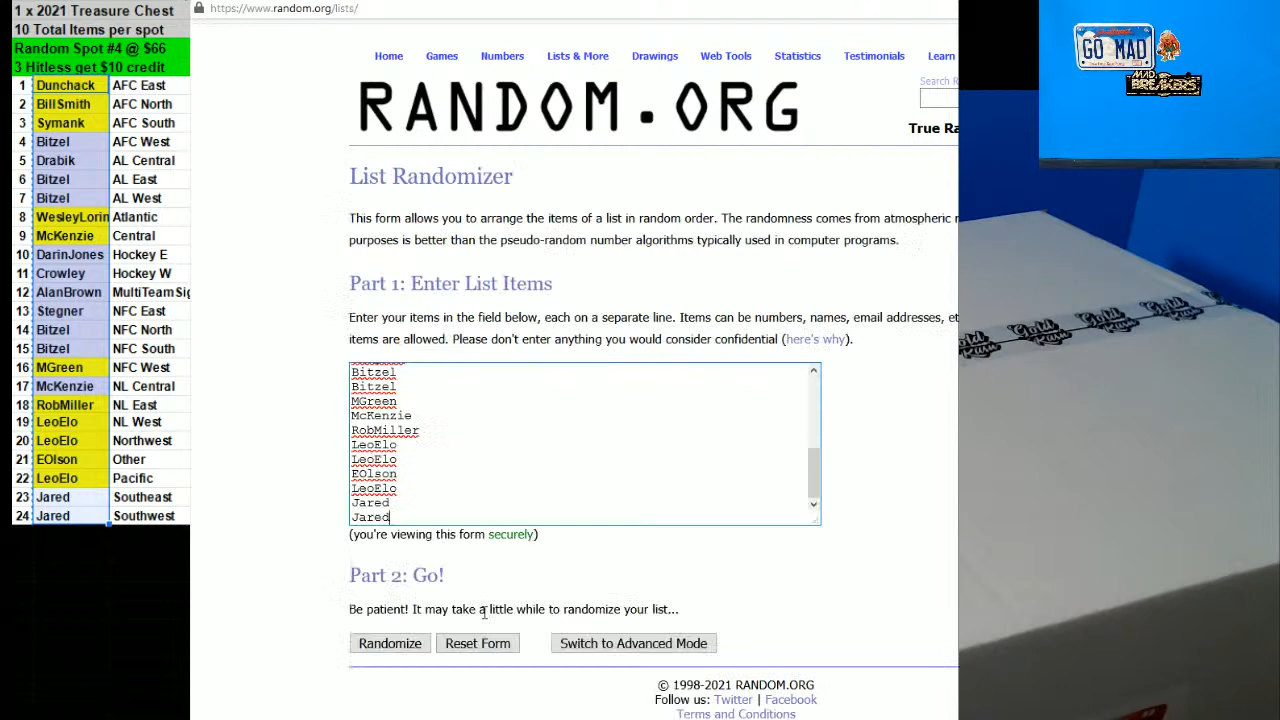 1 x 2021 Treasure Chest
10 Total Items per spot
Random Spot #4 @ $66
3 Hitless get $10 credit
1 Dunchack AFC East
2 BillSmith AFC North
3 Symank AFC South
4 Bitzel AFC West
5 Drabik AL Central
6 Bitzel AL East
7 Bitzel AL West
8 WesleyLorin Atlantic
9 McKenzie Central
10 DarinJones Hockey E
11 Crowley Hockey W
12 AlanBrown MultiTeamSig
13 Stegner NFC East
14 Bitzel NFC North
15 Bitzel NFC South
16 MGreen NFC West
17 McKenzie NL Central
18 RobMiller NL East
19 LeoElo NL West
20 LeoElo Northwest
21 EOlson Other
22 LeoElo Pacific
23 Jared Southeast
24 Jared Southwest
https://www.random.org/lists/
Home Games Numbers Lists & More Drawings Web Tools Statistics Testimonials Learn
Search R
RANDOM.ORG
True Ra
List Randomizer
This form allows you to arrange the items of a list in random order. The randomness comes from atmospheric n
purposes is better than the pseudo-random number algorithms typically used in computer programs.
Part 1: Enter List Items
Enter your items in the field below, each on a separate line. Items can be numbers, names, email addresses, et
items are allowed. Please don't enter anything you would consider confidential (here's why).
Bitzel
Bitzel
MGreen
McKenzie
RobMiller
LeoElo
LeoElo
EOlson
LeoElo
Jared
Jared
(you're viewing this form securely)
Part 2: Go!
Be patient! It may take a little while to randomize your list...
Randomize Reset Form Switch to Advanced Mode
© 1998-2021 RANDOM.ORG
Follow us: Twitter | Facebook
Terms and Conditions
GO MAD
MAD
BREAKERS
Gold
Rush
Gold
Rush
Gold
Rush